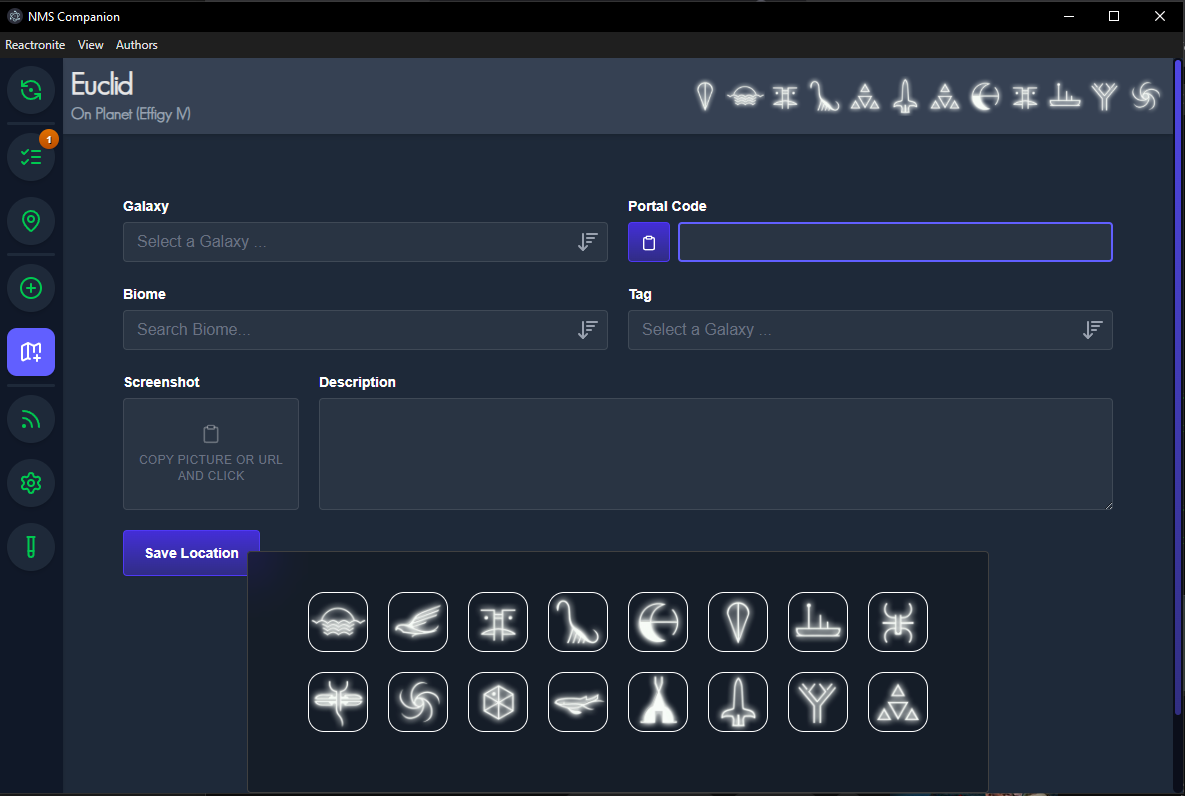 NMS Companion
Reactronite View Authors
Euclid
On Planet (Effigy IV)
1
Galaxy
Portal Code
Select a Galaxy ...
Biome
Tag
Search Biome...
Select a Galaxy ...
Screenshot
Description
COPY PICTURE OR URL
AND CLICK
Save Location